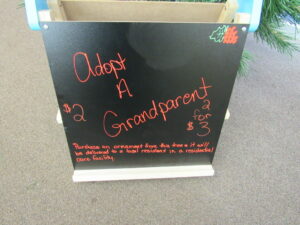 Adopt
A
Grandparent
$2
2
for
$3
Purchase an ornament from this tree & it will
be delivered to a local resident in a residential
care facility.